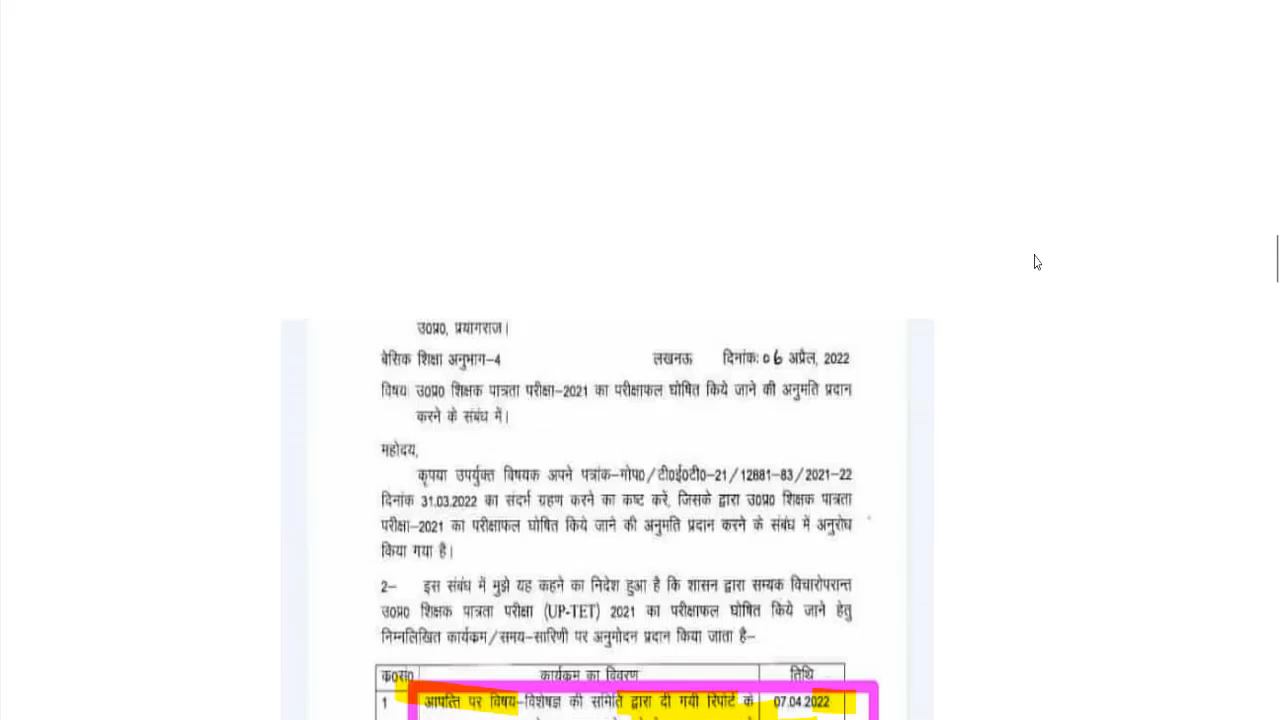 उ0प्र0, प्रयागराज।
बेसिक शिक्षा अनुभाग-4 लखनऊ दिनांक: 06 अप्रैल, 2022
विषय: उ0प्र0 शिक्षक पात्रता परीक्षा-2021 का परीक्षाफल घोषित किये जाने की अनुमति प्रदान
करने के संबंध में।
महोदय,
कृपया उपर्युक्त विषयक अपने पत्रांक-गोप0/टी0ई0टी0-21/12881-83/2021-22
दिनांक 31.03.2022 का संदर्भ ग्रहण करने का कष्ट करें, जिसके द्वारा उ0प्र0 शिक्षक पात्रता
परीक्षा-2021 का परीक्षाफल घोषित किये जाने की अनुमति प्रदान करने के संबंध में अनुरोध
किया गया है।
2- इस संबंध में मुझे यह कहने का निदेश हुआ है कि शासन द्वारा सम्यक विचारोपरान्त
उ0प्र0 शिक्षक पात्रता परीक्षा (UP-TET) 2021 का परीक्षाफल घोषित किये जाने हेतु
निम्नलिखित कार्यक्रम/समय-सारिणी पर अनुमोदन प्रदान किया जाता है-
क0सं0 कार्यक्रम का विवरण तिथि
1 आपत्ति पर विषय-विशेषज्ञ की समिति द्वारा दी गयी रिपोर्ट के 07.04.2022